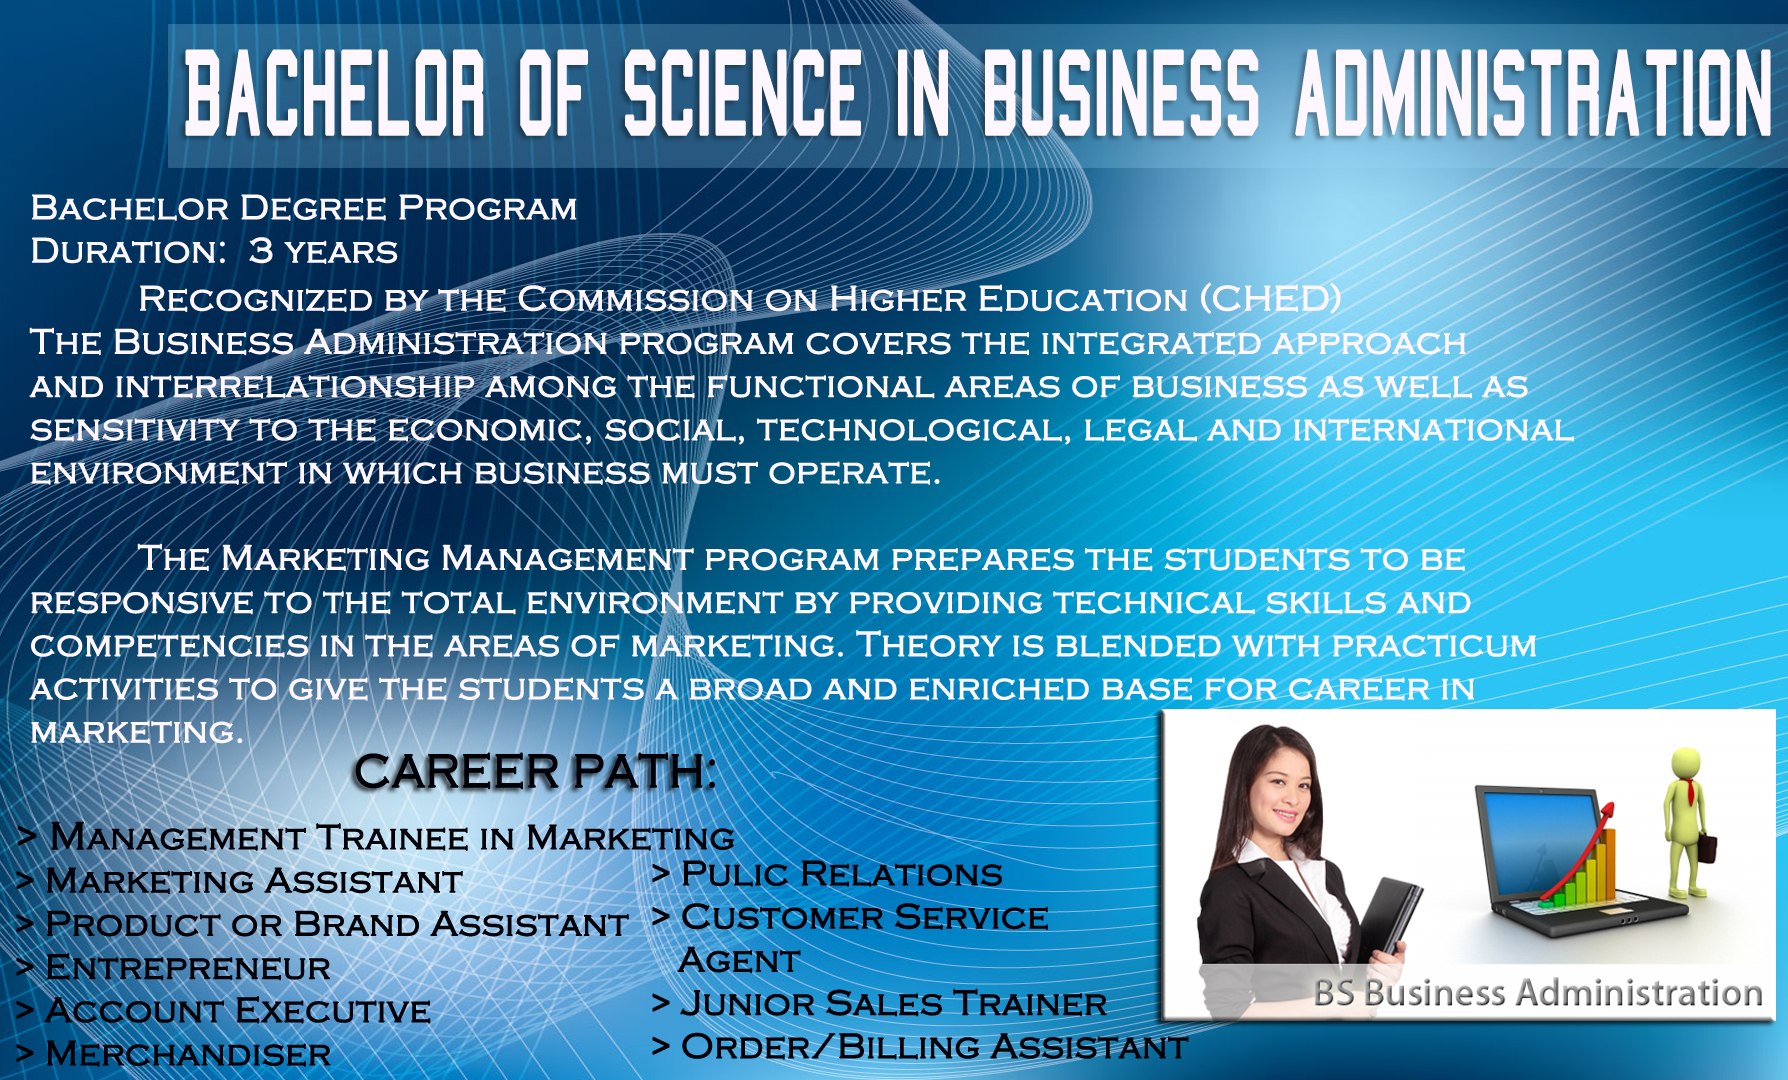 BACHELOR OF SCIENCE IN BUSINESS ADMINISTRATION
Bachelor Degree Program
Duration: 3 years
Recognized by the Commission on Higher Education (CHED)
The Business Administration program covers the integrated approach
and interrelationship among the functional areas of business as well as
sensitivity to the economic, social, technological, legal and international
environment in which business must operate.
The Marketing Management program prepares the students to be
responsive to the total environment by providing technical skills and
competencies in the areas of marketing. Theory is blended with practicum
activities to give the students a broad and enriched base for career in
marketing.
CAREER PATH:
> Management Trainee in Marketing
> Marketing Assistant
> Product or Brand Assistant
> Entrepreneur
> Account Executive
> Merchandiser
> Pulic Relations
> Customer Service
Agent
> Junior Sales Trainer
> Order/Billing Assistant
BS Business Administration